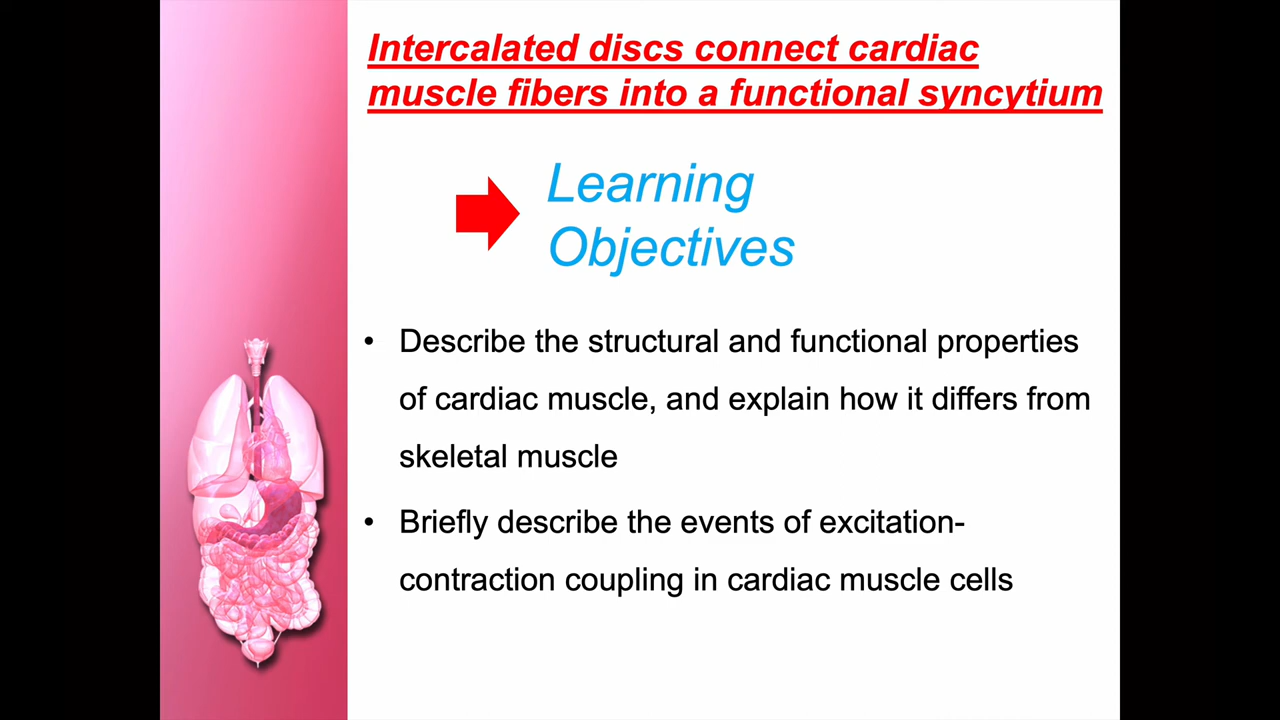 Intercalated discs connect cardiac
muscle fibers into a functional syncytium
Learning
Objectives
• Describe the structural and functional properties
of cardiac muscle, and explain how it differs from
skeletal muscle
• Briefly describe the events of excitation-
contraction coupling in cardiac muscle cells